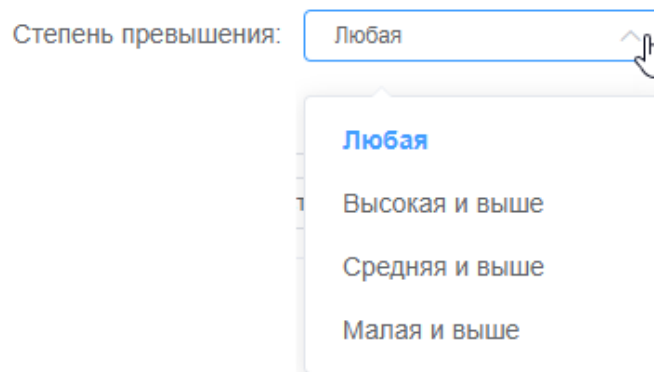 Степень превышения: Любая
Любая
Высокая и выше
Средняя и выше
Малая и выше